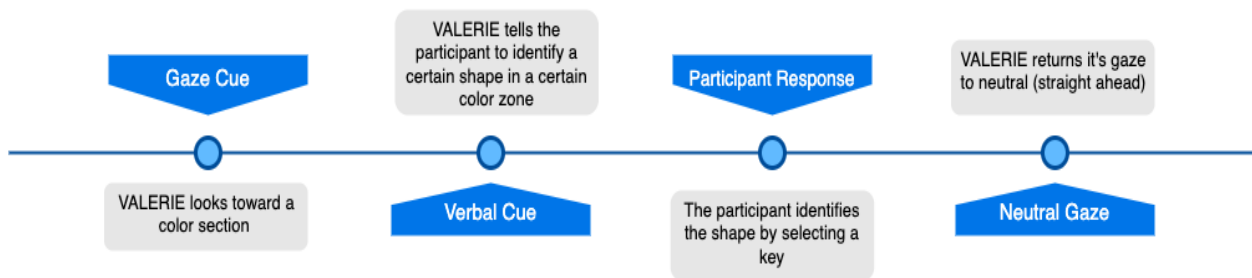 Gaze Cue
VALERIE looks toward a
color section
VALERIE tells the
participant to identify a
certain shape in a certain
color zone
Verbal Cue
Participant Response
The participant identifies
the shape by selecting a
key
VALERIE returns it's gaze
to neutral (straight ahead)
Neutral Gaze